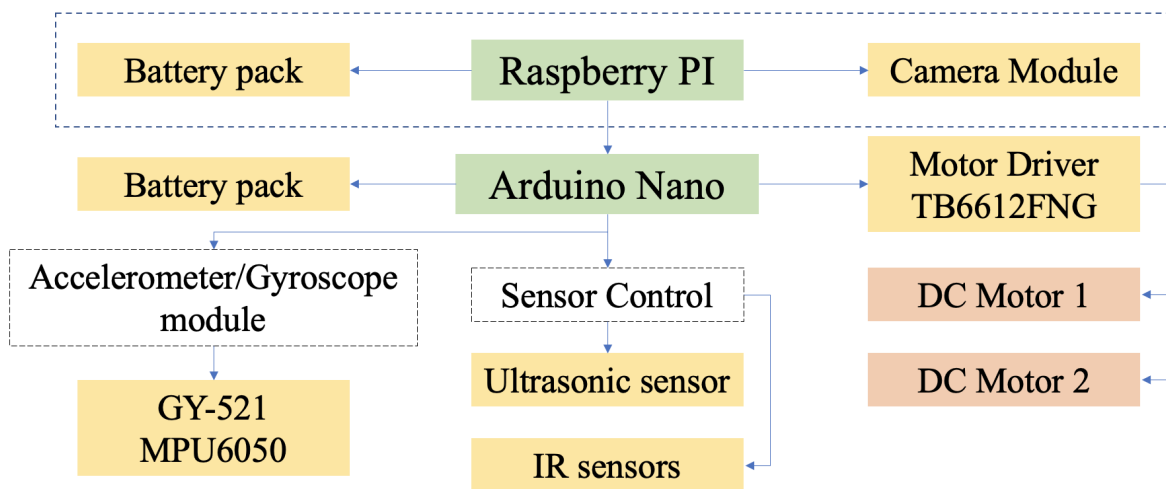 Battery pack
Raspberry PI
Camera Module
Battery pack
Arduino Nano
Motor Driver
TB6612FNG
Accelerometer/Gyroscope
module
Sensor Control
DC Motor 1
Ultrasonic sensor
DC Motor 2
GY-521
MPU6050
IR sensors